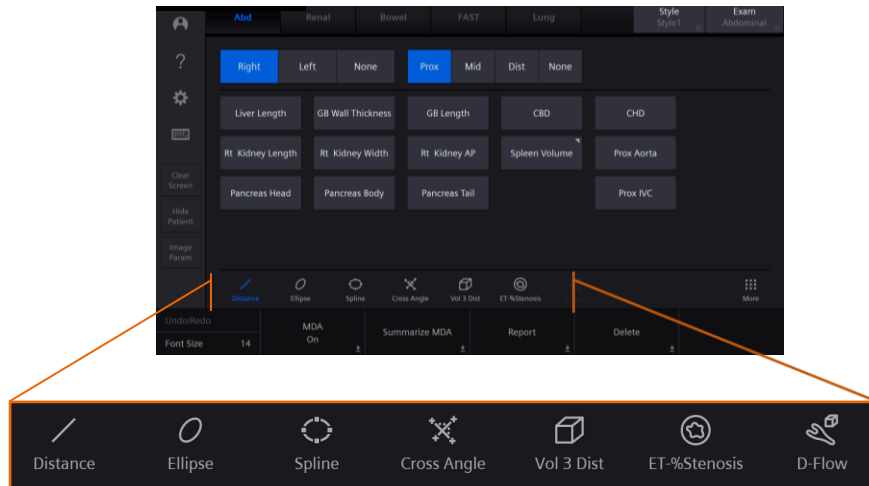 Abd Renal Bowel FAST Lung Style Exam
Style1 Abdominal
?
Right Left None Prox Mid Dist None
Liver Length GB Wall Thickness GB Length CBD CHD
Rt Kidney Length Rt Kidney Width Rt Kidney AP Spleen Volume Prox Aorta
Clear
Screen
Pancreas Head Pancreas Body Pancreas Tail Prox IVC
Hide
Patient
Image
Param
Distance Ellipse Spline Cross Angle Vol 3 Dist ET-%Stenosis More
Undo/Redo
MDA Summarize MDA Report Delete
On
Font Size 14
Distance Ellipse Spline Cross Angle Vol 3 Dist ET-%Stenosis D-Flow